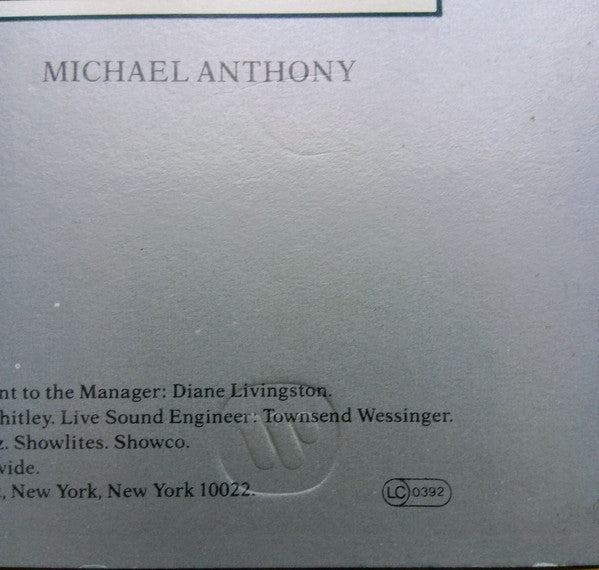 MICHAEL ANTHONY
nt to the Manager: Diane Livingston.
hitley. Live Sound Engineer: Townsend Wessinger.
z. Showlites. Showco.
wide.
, New York, New York 10022.
LC 0392